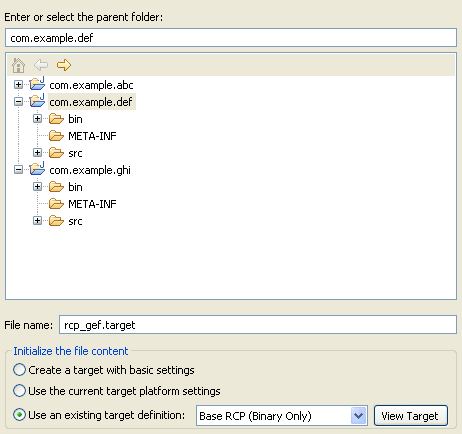 Enter or select the parent folder:
com.example.def
com.example.abc
com.example.def
bin
META-INF
src
com.example.ghi
bin
META-INF
src
File name: rcp_gef.target
Initialize the file content
Create a target with basic settings
Use the current target platform settings
Use an existing target definition: Base RCP (Binary Only) View Target